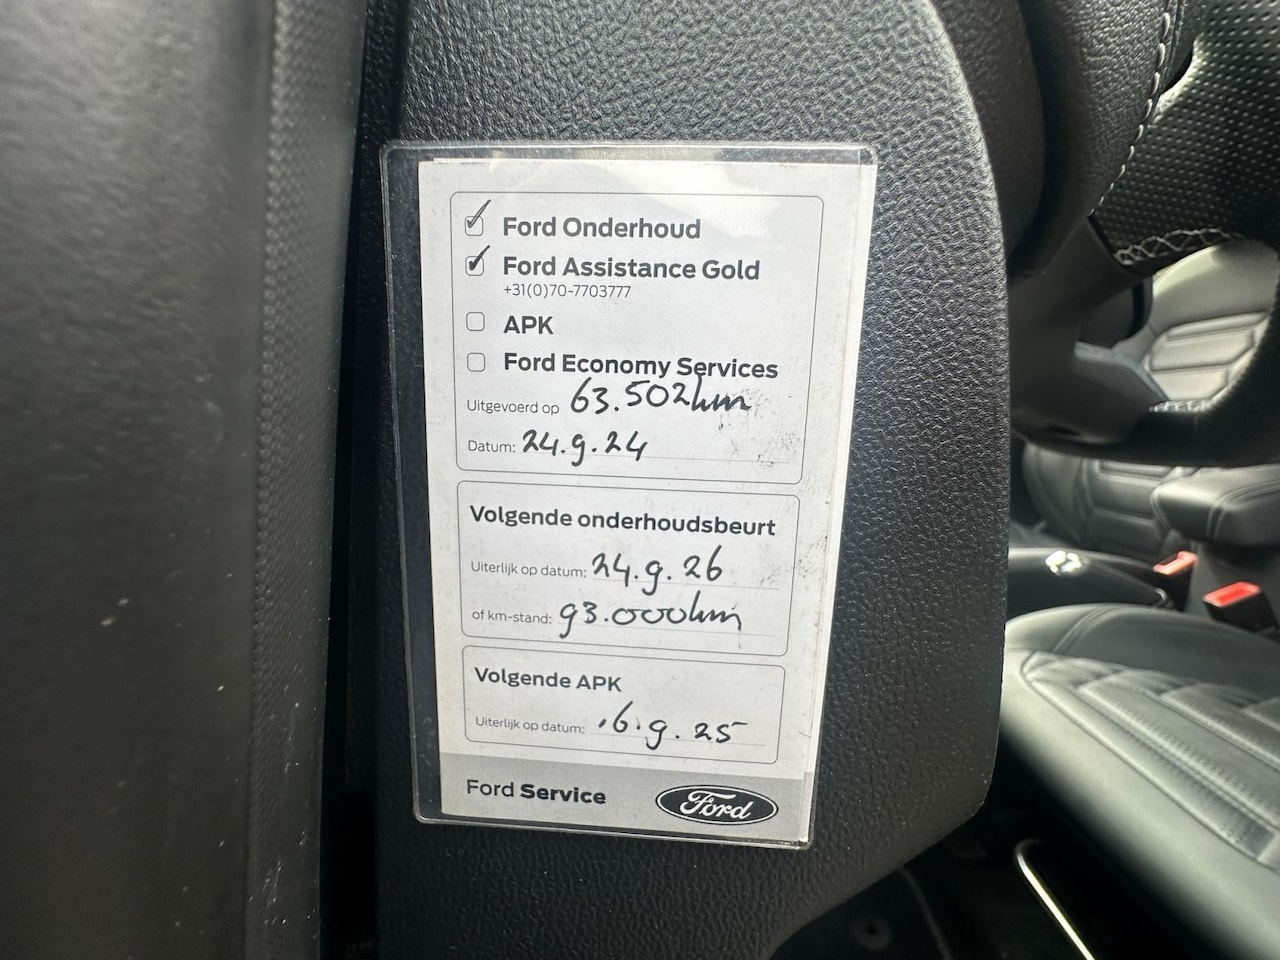 Ford Onderhoud
Ford Assistance Gold
+31(0)70-7703777
APK
Ford Economy Services
Uitgevoerd op 63.502km
Datum: 24.9.24
Volgende onderhoudsbeurt
Uiterlijk op datum: 24.9.26
of km-stand: 93.000km
Volgende APK
Uiterlijk op datum: .6.9.25
Ford Service
Ford